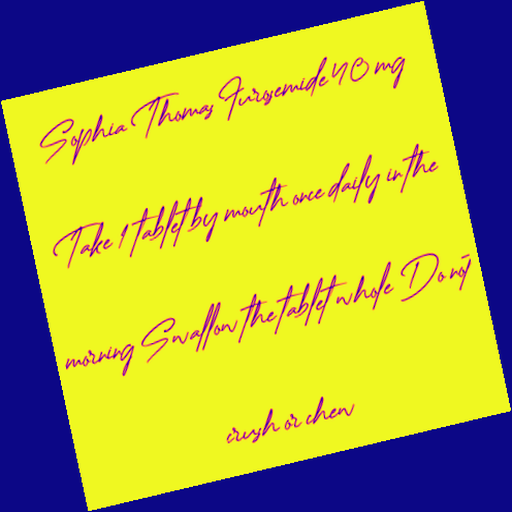 Sophia Thomas Furosemide 40 mg
Take 1 tablet by mouth once daily in the
morning Swallow the tablet whole Do not
crush or chew